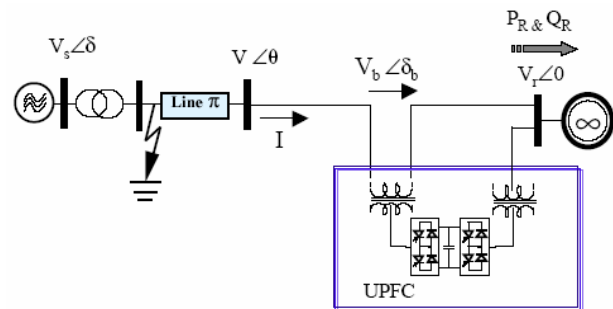 P_R & Q_R
V_s∠δ
V∠θ
V_b∠δ_b
V_r∠0
Line π
I
∞
UPFC